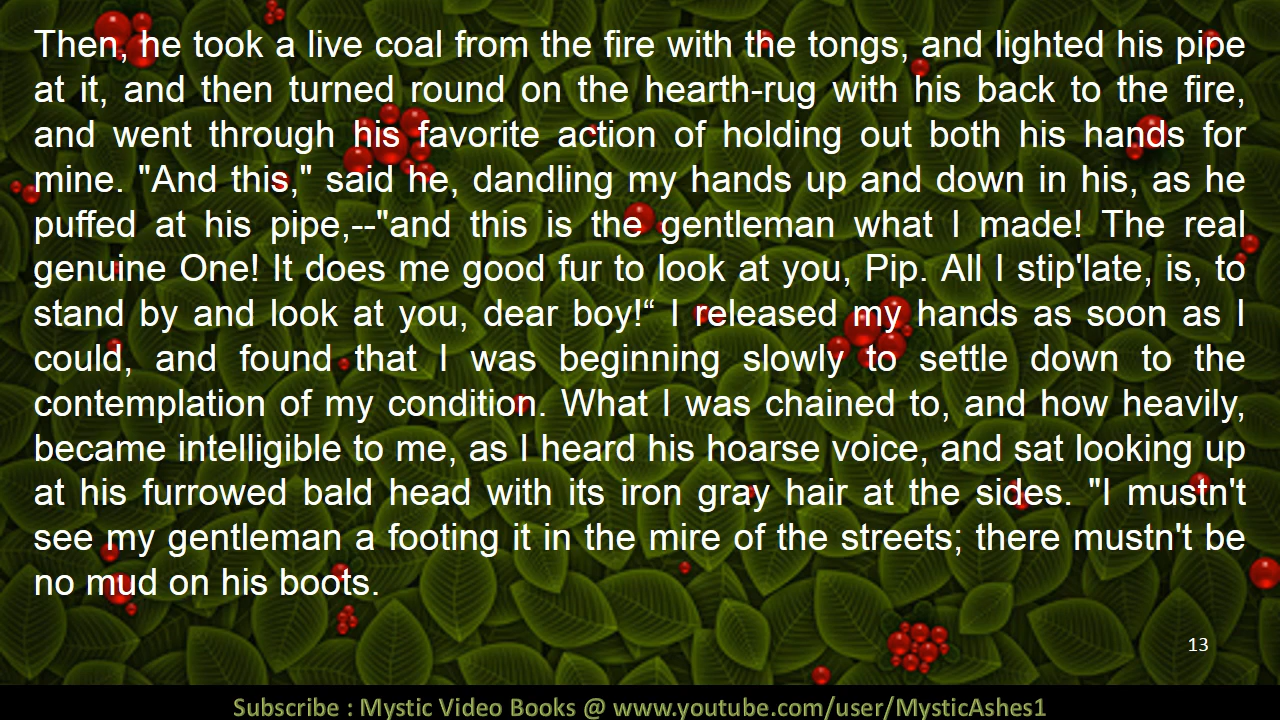 Then, he took a live coal from the fire with the tongs, and lighted his pipe
at it, and then turned round on the hearth-rug with his back to the fire,
and went through his favorite action of holding out both his hands for
mine. "And this," said he, dandling my hands up and down in his, as he
puffed at his pipe,--"and this is the gentleman what I made! The real
genuine One! It does me good fur to look at you, Pip. All I stip'late, is, to
stand by and look at you, dear boy!“ I released my hands as soon as I
could, and found that I was beginning slowly to settle down to the
contemplation of my condition. What I was chained to, and how heavily,
became intelligible to me, as I heard his hoarse voice, and sat looking up
at his furrowed bald head with its iron gray hair at the sides. "I mustn't
see my gentleman a footing it in the mire of the streets; there mustn't be
no mud on his boots.
13
Subscribe : Mystic Video Books @ www.youtube.com/user/MysticAshes1